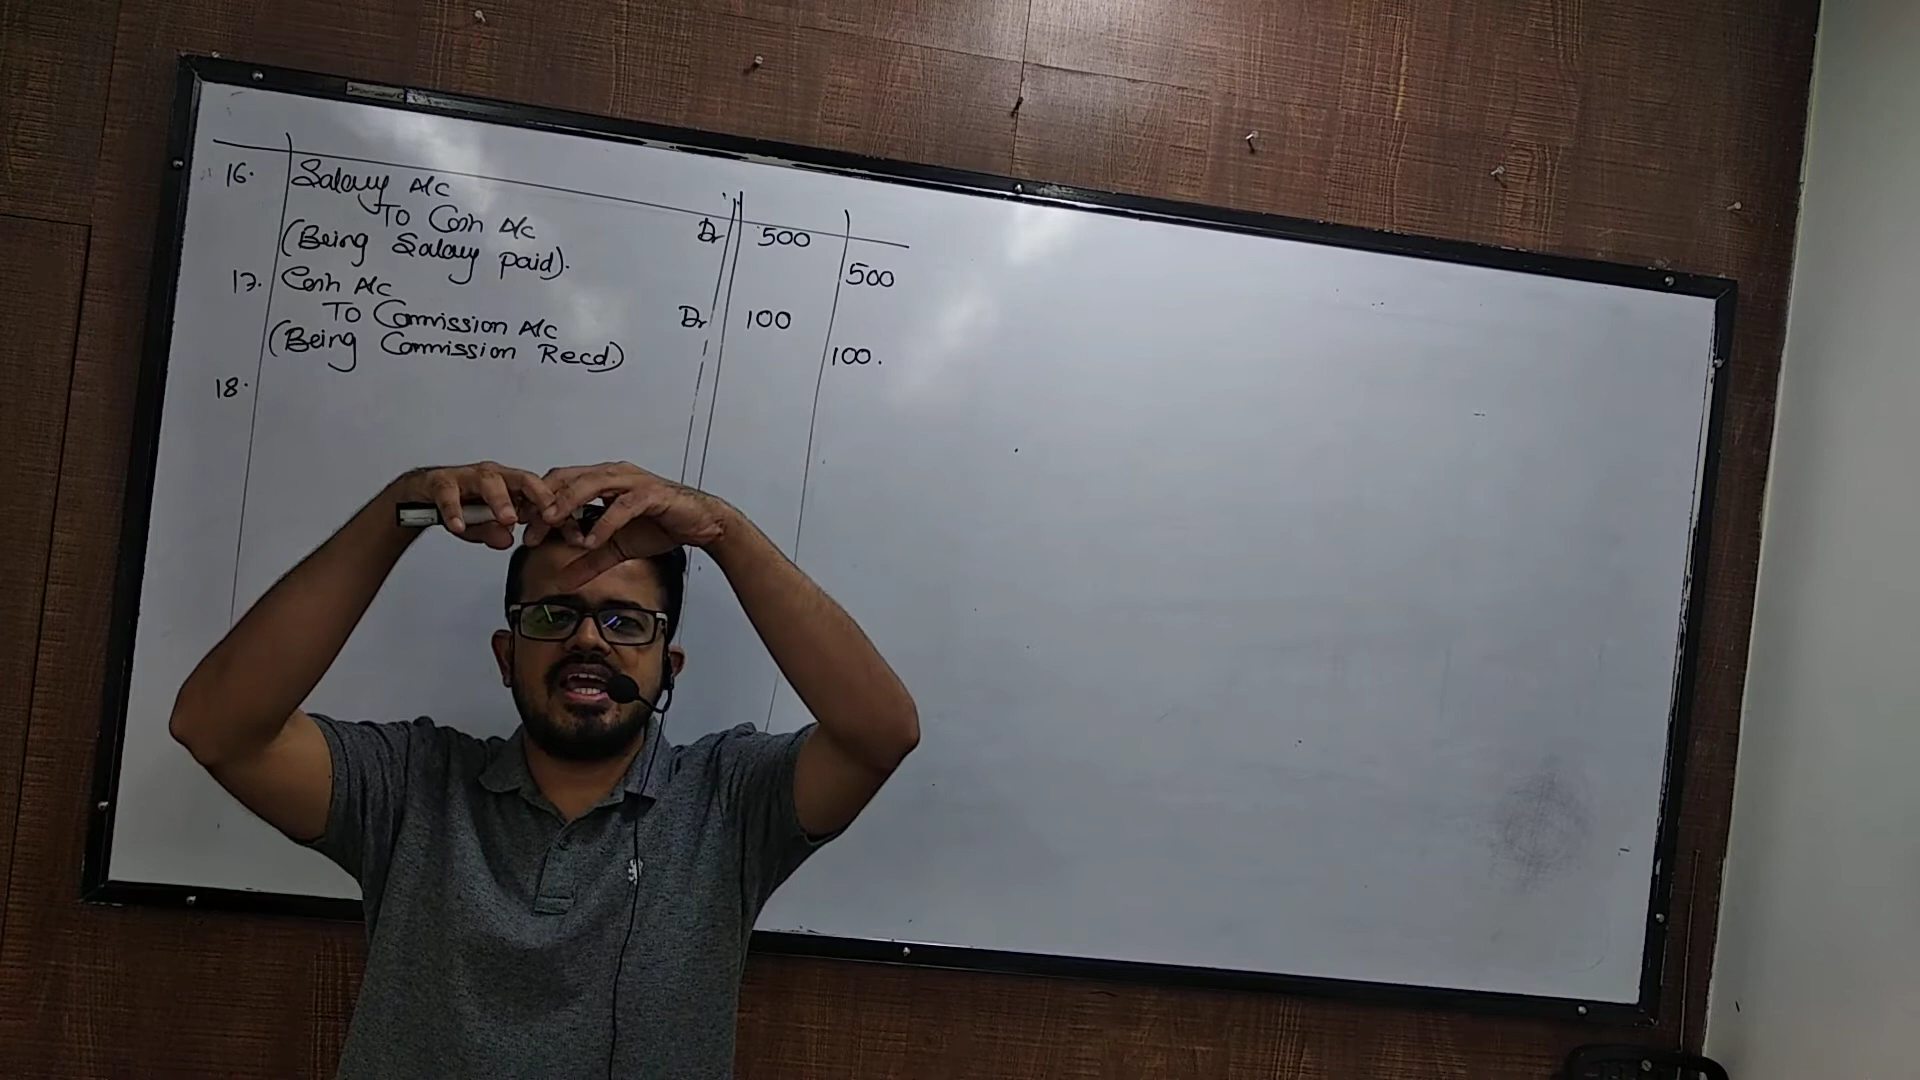 16. Salary A/c Dr 500
To Cash A/c 500
(Being Salary paid).
17. Cash A/c Dr 100
To Commission A/c 100.
(Being Commission Recd.)
18.